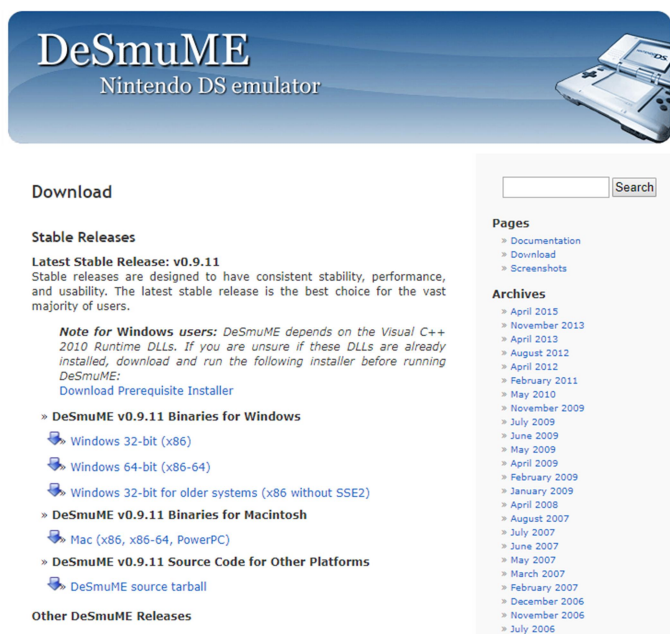 DeSmuME
Nintendo DS emulator
NINTENDO DS
Download
Stable Releases
Latest Stable Release: v0.9.11
Stable releases are designed to have consistent stability, performance,
and usability. The latest stable release is the best choice for the vast
majority of users.
Note for Windows users: DeSmuME depends on the Visual C++
2010 Runtime DLLs. If you are unsure if these DLLs are already
installed, download and run the following installer before running
DeSmuME:
Download Prerequisite Installer
» DeSmuME v0.9.11 Binaries for Windows
» Windows 32-bit (x86)
» Windows 64-bit (x86-64)
» Windows 32-bit for older systems (x86 without SSE2)
» DeSmuME v0.9.11 Binaries for Macintosh
» Mac (x86, x86-64, PowerPC)
» DeSmuME v0.9.11 Source Code for Other Platforms
» DeSmuME source tarball
Other DeSmuME Releases
Search
Pages
» Documentation
» Download
» Screenshots
Archives
» April 2015
» November 2013
» April 2013
» August 2012
» April 2012
» February 2011
» May 2010
» November 2009
» July 2009
» June 2009
» May 2009
» April 2009
» February 2009
» January 2009
» April 2008
» August 2007
» July 2007
» June 2007
» May 2007
» March 2007
» February 2007
» December 2006
» November 2006
» July 2006